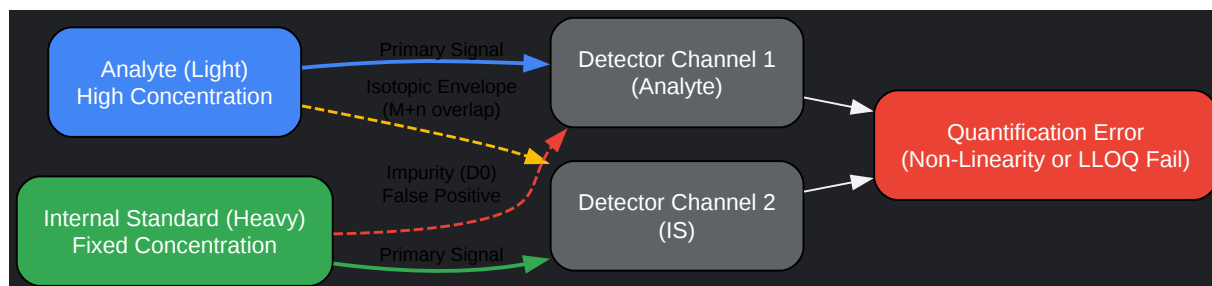 Analyte (Light)
High Concentration
Primary Signal
Isotopic Envelope
(M+n overlap)
Detector Channel 1
(Analyte)
Quantification Error
(Non-Linearity or LLOQ Fail)
Impurity (D0)
False Positive
Internal Standard (Heavy)
Fixed Concentration
Primary Signal
Detector Channel 2
(IS)